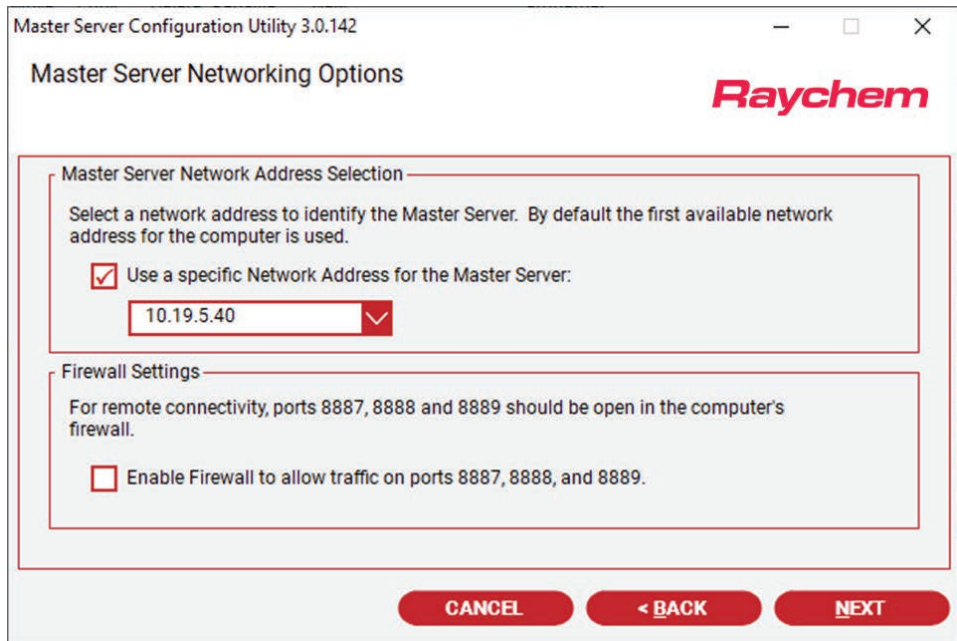 Master Server Configuration Utility 3.0.142
Master Server Networking Options
Raychem
Master Server Network Address Selection
Select a network address to identify the Master Server. By default the first available network
address for the computer is used.
Use a specific Network Address for the Master Server:
10.19.5.40
Firewall Settings
For remote connectivity, ports 8887, 8888 and 8889 should be open in the computer's
firewall.
Enable Firewall to allow traffic on ports 8887, 8888, and 8889.
CANCEL
< BACK
NEXT